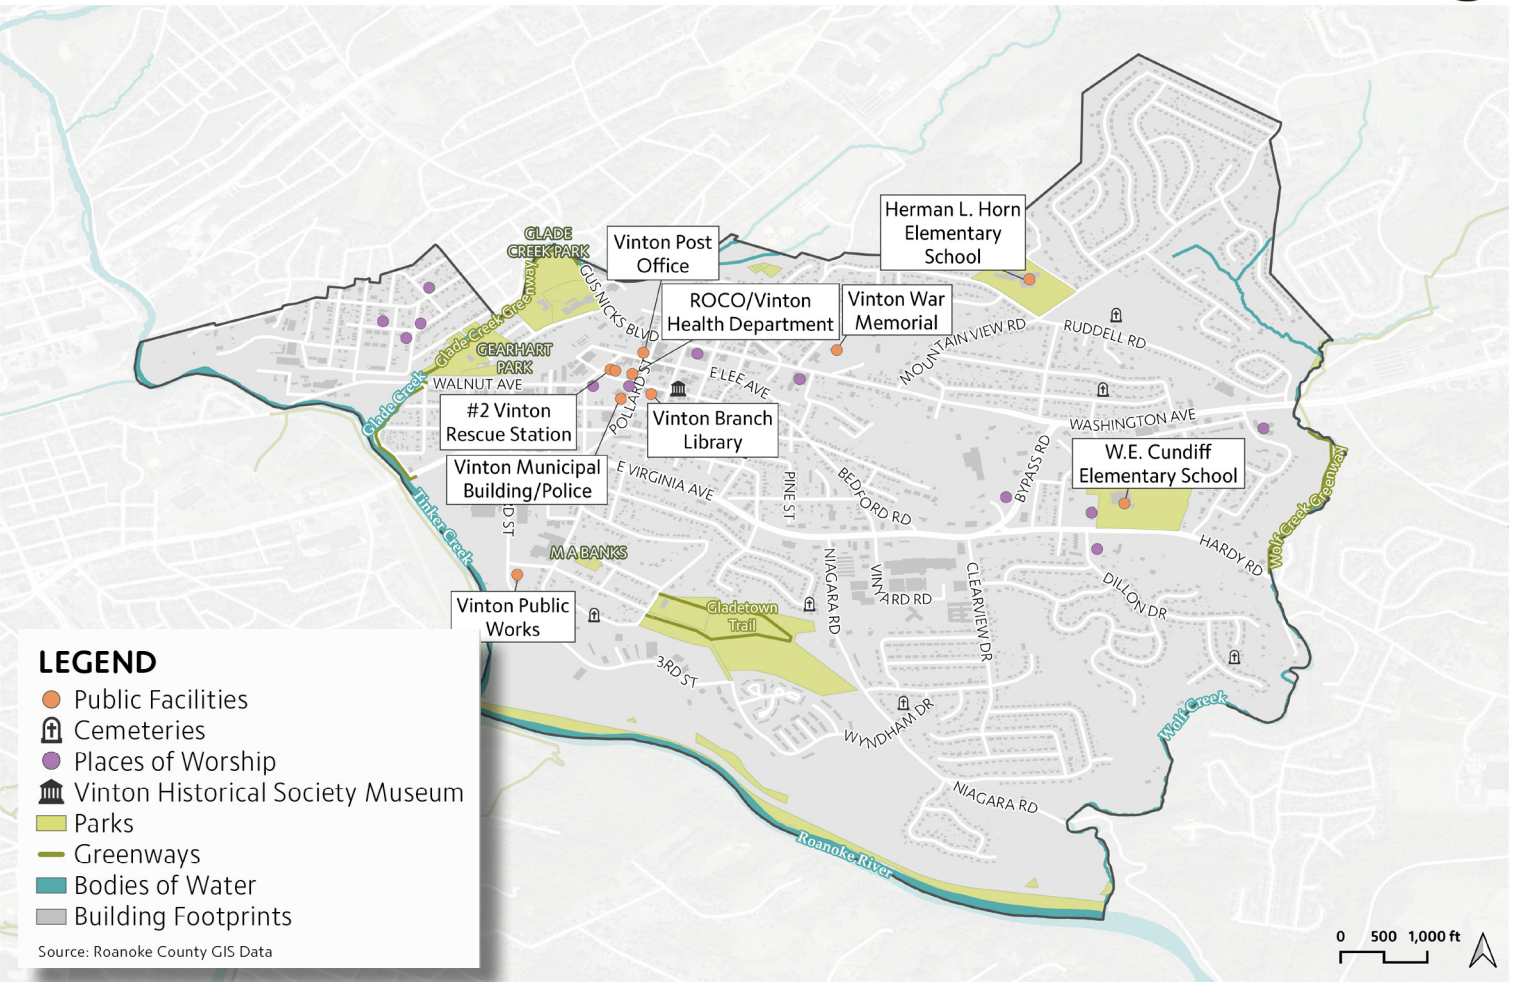 Herman L. Horn
Elementary
School
GLADE
CREEK PARK
Vinton Post
Office
GUS NICKS BLVD
ROCO/Vinton
Health Department
Vinton War
Memorial
Glade Creek Greenway
GEARHART
PARK
MOUNTAIN VIEW RD
RUDDELL RD
WALNUT AVE
E LEE AVE
Glade Creek
POLLARD ST
#2 Vinton
Rescue Station
Vinton Branch
Library
WASHINGTON AVE
W.E. Cundiff
Elementary School
Vinton Municipal
Building/Police
E VIRGINIA AVE
PINE ST
BEDFORD RD
BYPASS RD
Wolf Creek Greenway
Tinker Creek
RD ST
M A BANKS
HARDY RD
NIAGARA RD
VINYARD RD
CLEARVIEW DR
DILLON DR
Vinton Public
Works
Gladetown
Trail
3RD ST
WYNDHAM DR
Wolf Creek
NIAGARA RD
Roanoke River
LEGEND
Public Facilities
Cemeteries
Places of Worship
Vinton Historical Society Museum
Parks
Greenways
Bodies of Water
Building Footprints
Source: Roanoke County GIS Data
0 500 1,000 ft